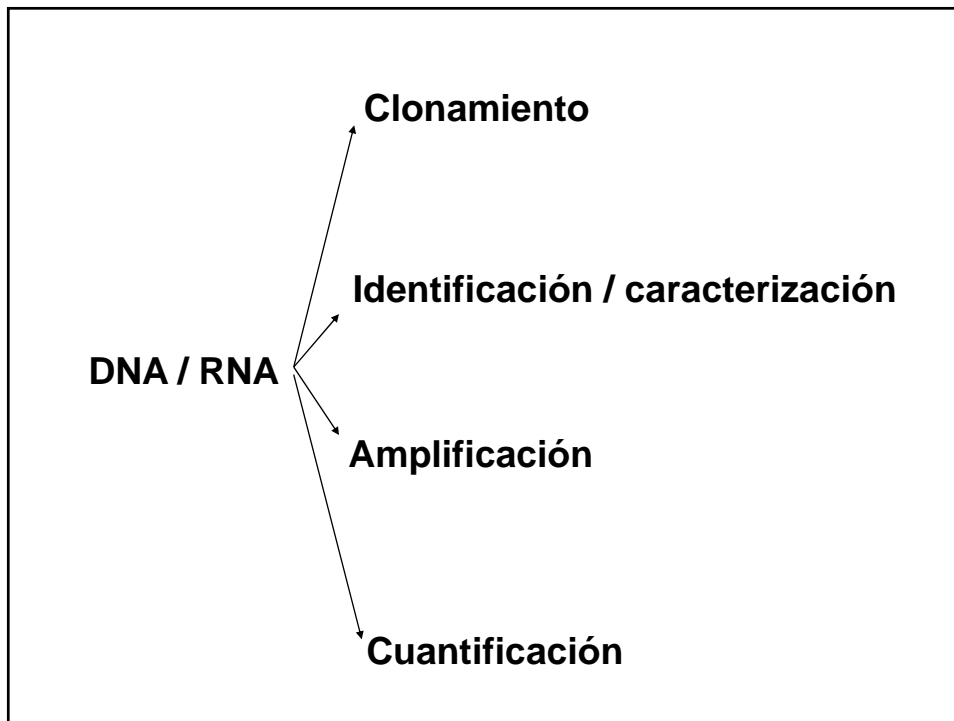 Clonamiento
Identificación / caracterización
DNA / RNA
Amplificación
Cuantificación